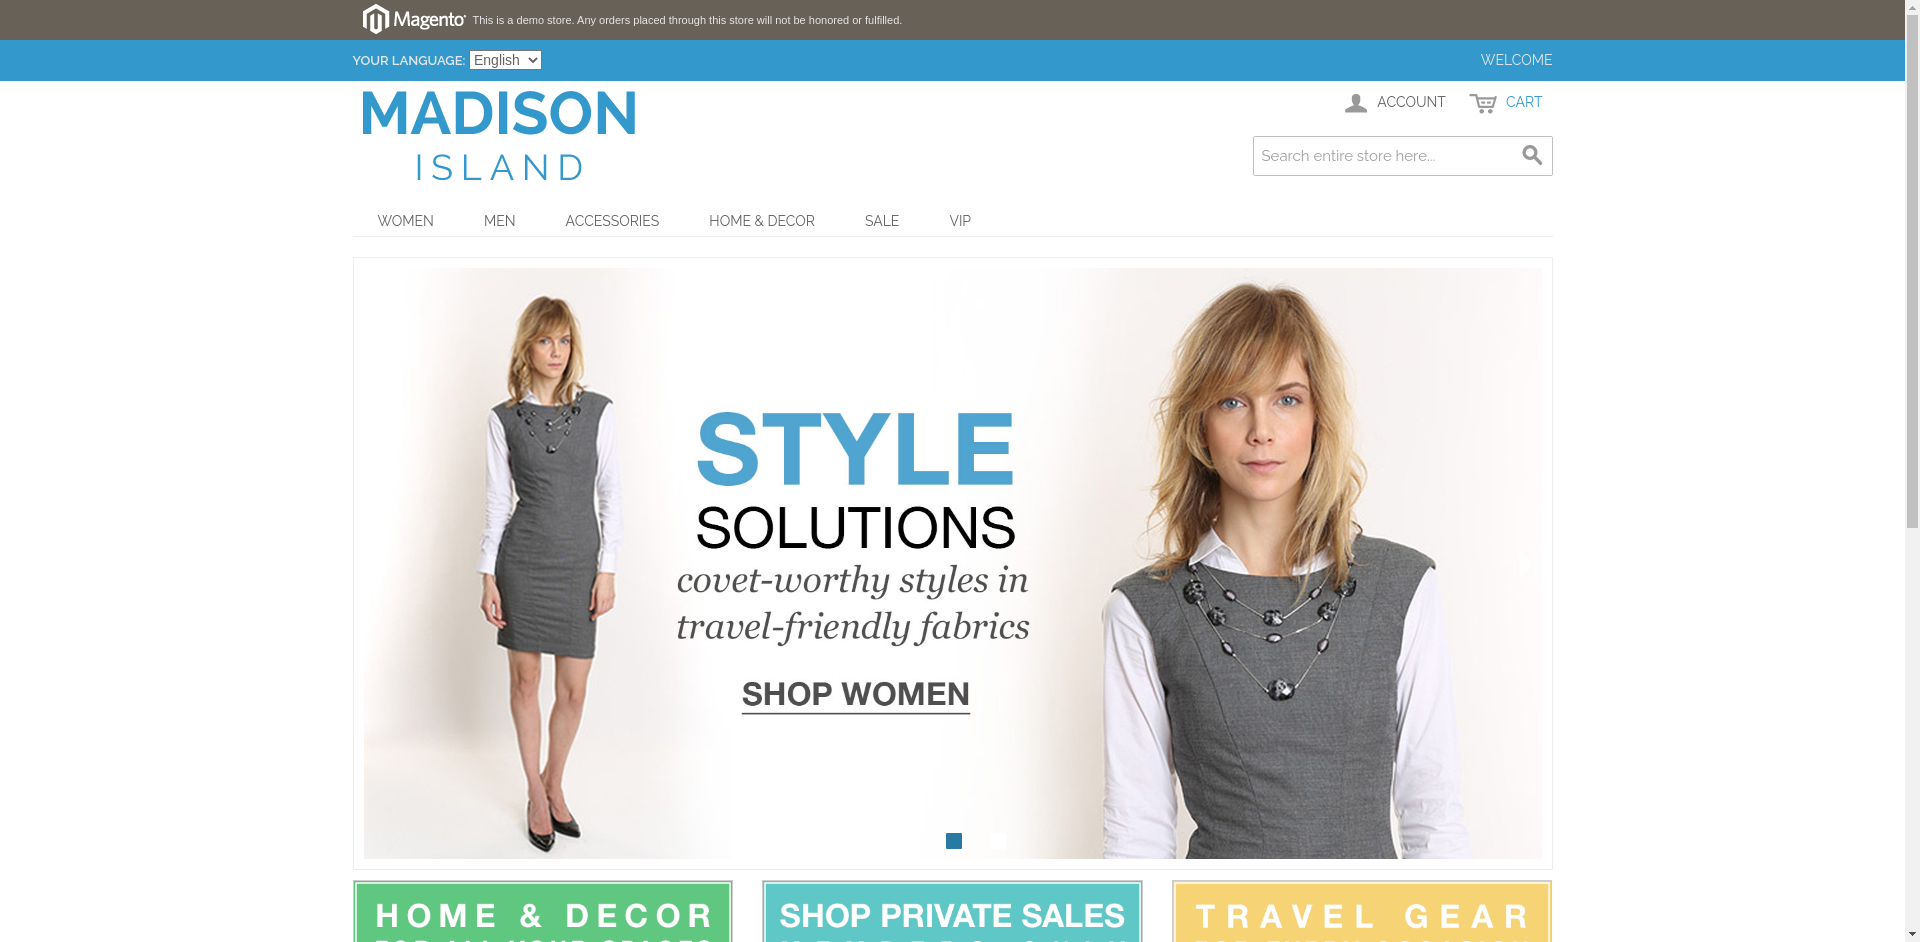 Magento
This is a demo store. Any orders placed through this store will not be honored or fulfilled.
YOUR LANGUAGE: English
WELCOME
MADISON
ISLAND
ACCOUNT
CART
Search entire store here...
WOMEN
MEN
ACCESSORIES
HOME & DECOR
SALE
VIP
STYLE
SOLUTIONS
covet-worthy styles in
travel-friendly fabrics
SHOP WOMEN
HOME & DECOR
SHOP PRIVATE SALES
TRAVEL GEAR